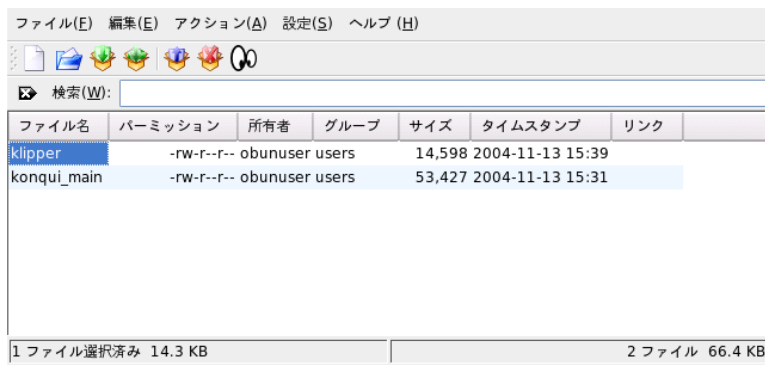 ファイル(F) 編集(E) アクション(A) 設定(S) ヘルプ (H)
検索(W):
ファイル名 パーミッション 所有者 グループ サイズ タイムスタンプ リンク
klipper -rw-r--r-- obunuser users 14,598 2004-11-13 15:39
konqui_main -rw-r--r-- obunuser users 53,427 2004-11-13 15:31
1 ファイル選択済み 14.3 KB 2 ファイル 66.4 KB